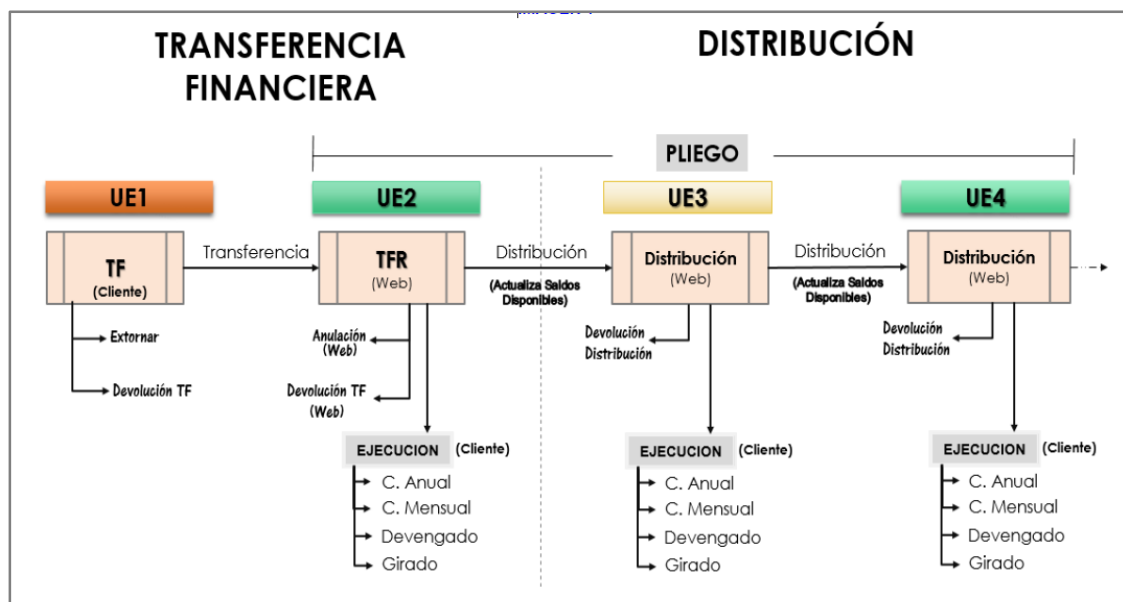 TRANSFERENCIA
FINANCIERA
DISTRIBUCIÓN
PLIEGO
UE1
UE2
UE3
UE4
TF
(Cliente)
Transferencia
TFR
(Web)
Distribución
(Actualiza Saldos
Disponibles)
Distribución
(Web)
Distribución
(Actualiza Saldos
Disponibles)
Distribución
(Web)
Extornar
Devolución TF
Anulación
(Web)
Devolución TF
(Web)
Devolución
Distribución
Devolución
Distribución
EJECUCION (Cliente)
C. Anual
C. Mensual
Devengado
Girado
EJECUCION (Cliente)
C. Anual
C. Mensual
Devengado
Girado
EJECUCION (Cliente)
C. Anual
C. Mensual
Devengado
Girado